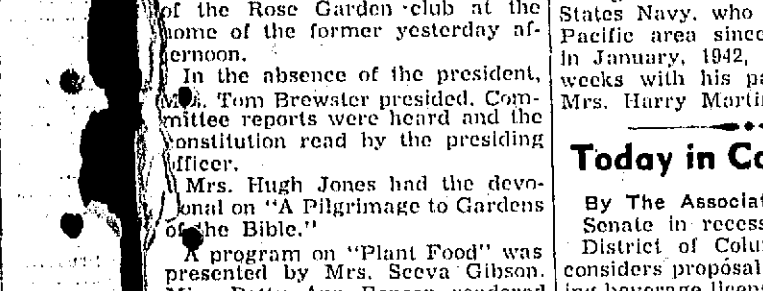 of the Rose Garden club at the
home of the former yesterday af-
ernoon.
In the absence of the president,
Mrs. Tom Brewster presided. Com-
mittee reports were heard and the
constitution read by the presiding
officer.
Mrs. Hugh Jones had the devo-
ional on "A Pilgrimage to Gardens
of the Bible."
A program on "Plant Food" was
presented by Mrs. Seeva Gibson.
States Navy, who
Pacific area since
in January, 1942,
weeks with his pa
Mrs. Harry Marti
Today in Co
By The Associat
Senate in recess
District of Colu
considers proposal
ing beverage licens